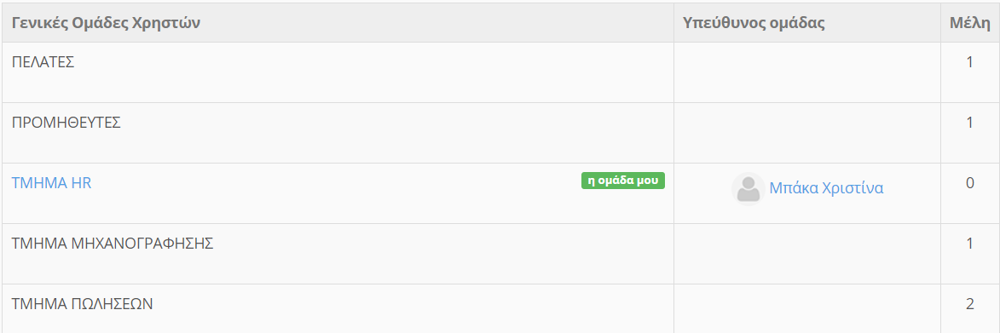 Γενικές Ομάδες Χρηστών Υπεύθυνος ομάδας Μέλη
ΠΕΛΑΤΕΣ 1
ΠΡΟΜΗΘΕΥΤΕΣ 1
ΤΜΗΜΑ HR η ομάδα μου Μπάκα Χριστίνα 0
ΤΜΗΜΑ ΜΗΧΑΝΟΓΡΑΦΗΣΗΣ 1
ΤΜΗΜΑ ΠΩΛΗΣΕΩΝ 2